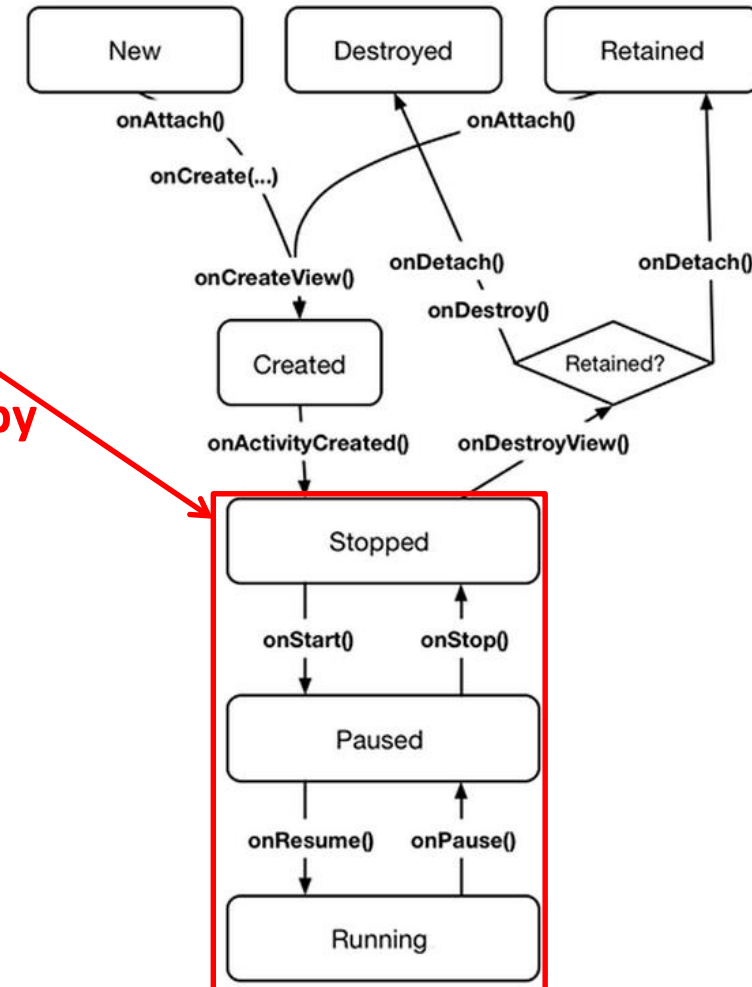 New Destroyed Retained
onAttach() onAttach()
onCreate(...)
onCreateView() onDetach() onDetach()
onDestroy()
Created Retained?
by
onActivityCreated() onDestroyView()
Stopped
onStart() onStop()
Paused
onResume() onPause()
Running